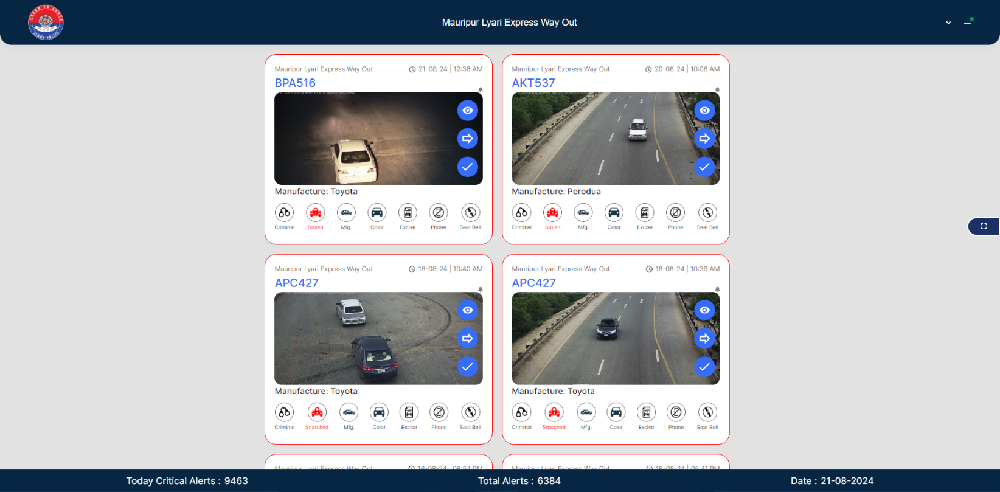 Mauripur Lyari Express Way Out
Mauripur Lyari Express Way Out 21-08-24 | 12:36 AM
BPA516
Manufacture: Toyota
Criminal Stolen Mfg. Color Excise Phone Seat Belt
Mauripur Lyari Express Way Out 20-08-24 | 10:08 AM
AKT537
Manufacture: Perodua
Criminal Stolen Mfg. Color Excise Phone Seat Belt
Mauripur Lyari Express Way Out 18-08-24 | 10:40 AM
APC427
Manufacture: Toyota
Criminal Snatched Mfg. Color Excise Phone Seat Belt
Mauripur Lyari Express Way Out 18-08-24 | 10:39 AM
APC427
Manufacture: Toyota
Criminal Snatched Mfg. Color Excise Phone Seat Belt
Mauripur Lyari Express Way Out 16-08-24 | 08:54 PM
Mauripur Lyari Express Way Out 16-08-24 | 05:41 PM
Today Critical Alerts : 9463 Total Alerts : 6384 Date : 21-08-2024